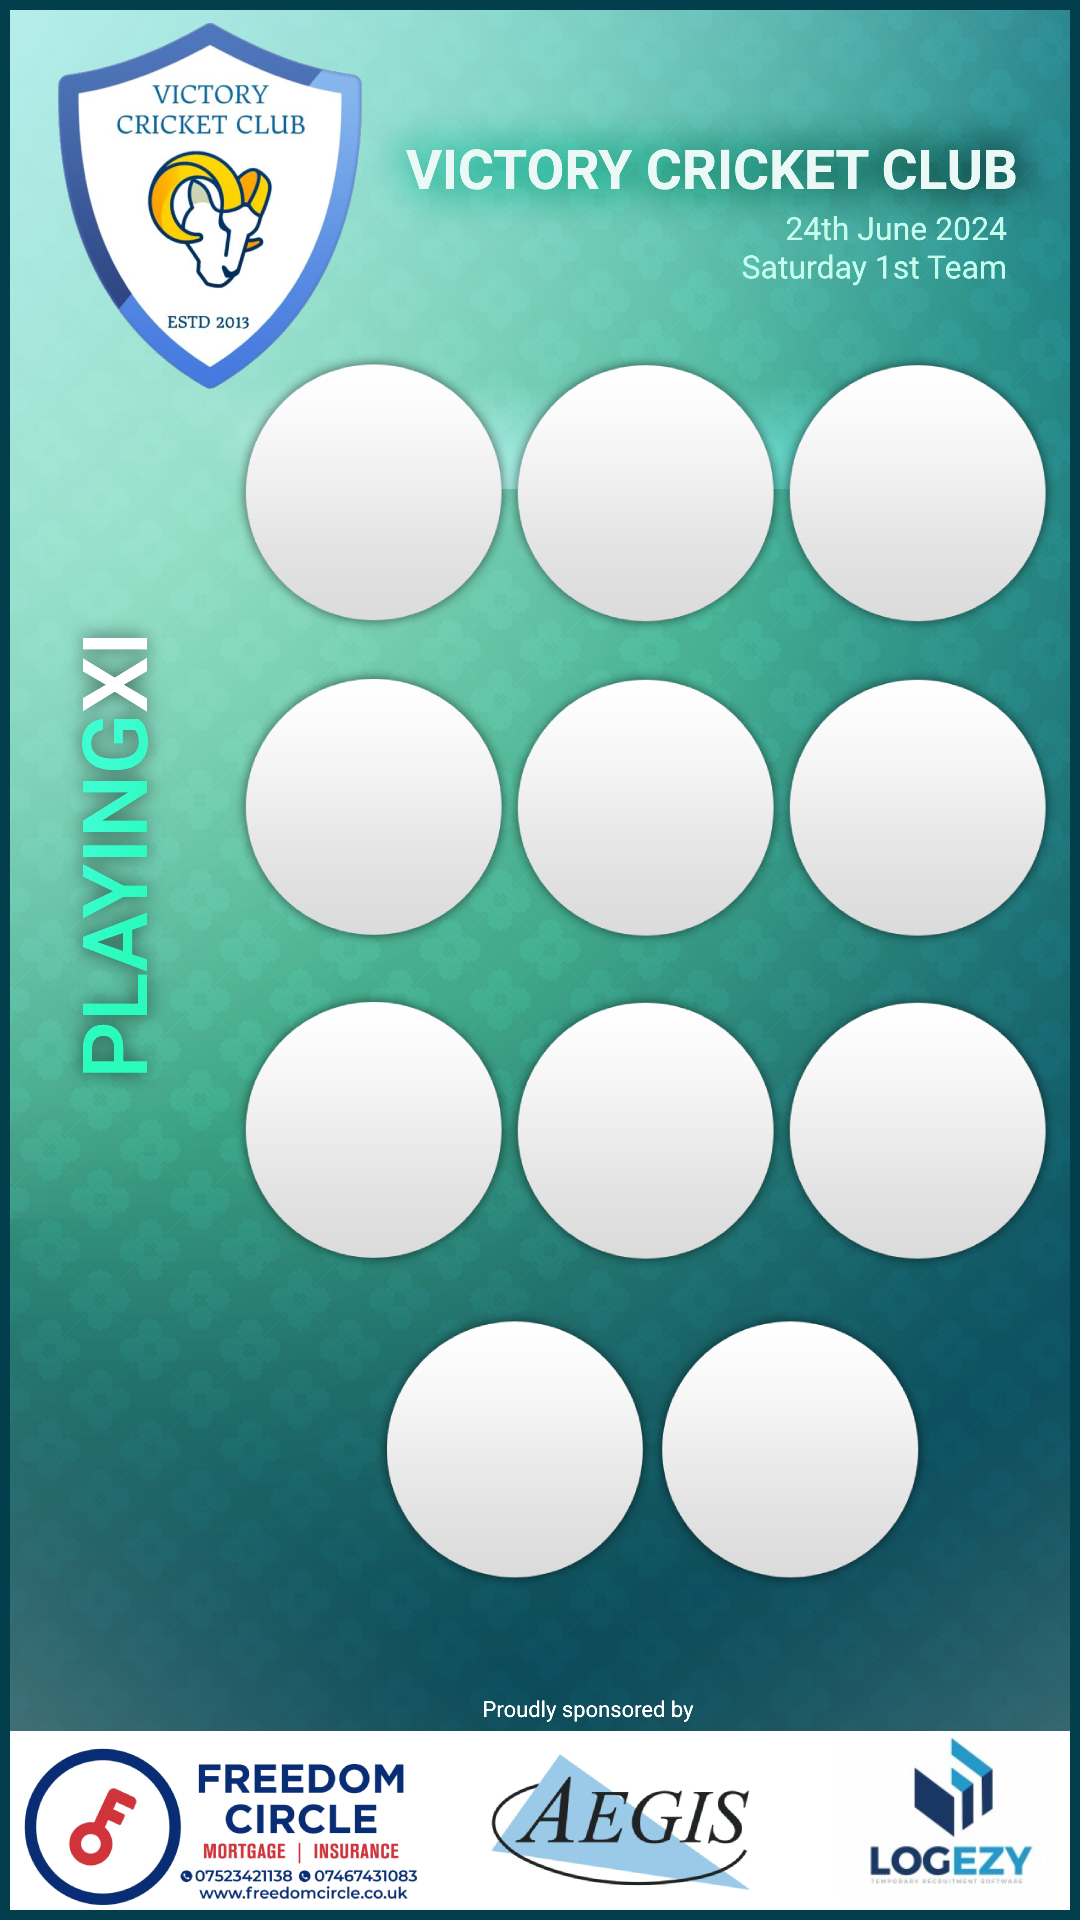 VICTORY
CRICKET CLUB
ESTD 2013
VICTORY CRICKET CLUB
24th June 2024
Saturday 1st Team
PLAYINGXI
Proudly sponsored by
FREEDOM
CIRCLE
MORTGAGE | INSURANCE
07523421138 07467431083
www.freedomcircle.co.uk
AEGIS
LOGEZY
TEMPORARY RECRUITMENT SOFTWARE